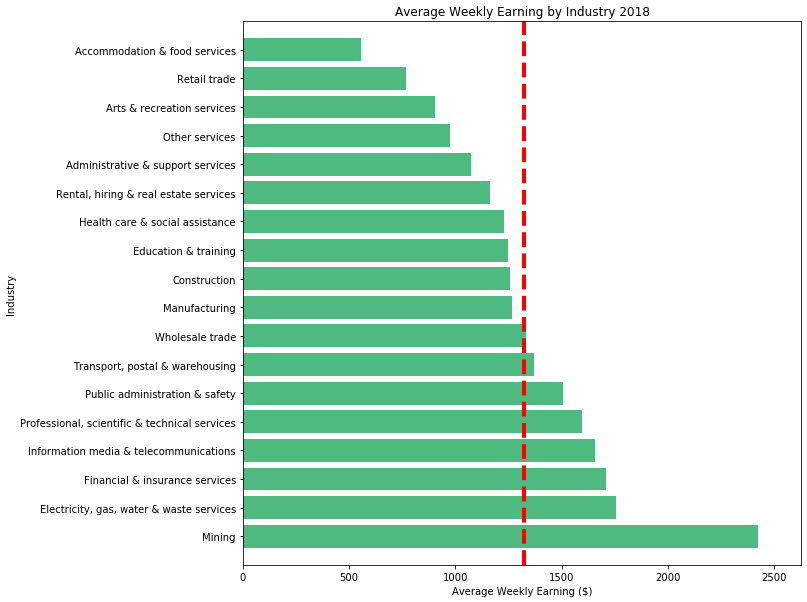 Average Weekly Earning by Industry 2018
Industry
Accommodation & food services
Retail trade
Arts & recreation services
Other services
Administrative & support services
Rental, hiring & real estate services
Health care & social assistance
Education & training
Construction
Manufacturing
Wholesale trade
Transport, postal & warehousing
Public administration & safety
Professional, scientific & technical services
Information media & telecommunications
Financial & insurance services
Electricity, gas, water & waste services
Mining
0 500 1000 1500 2000 2500
Average Weekly Earning ($)